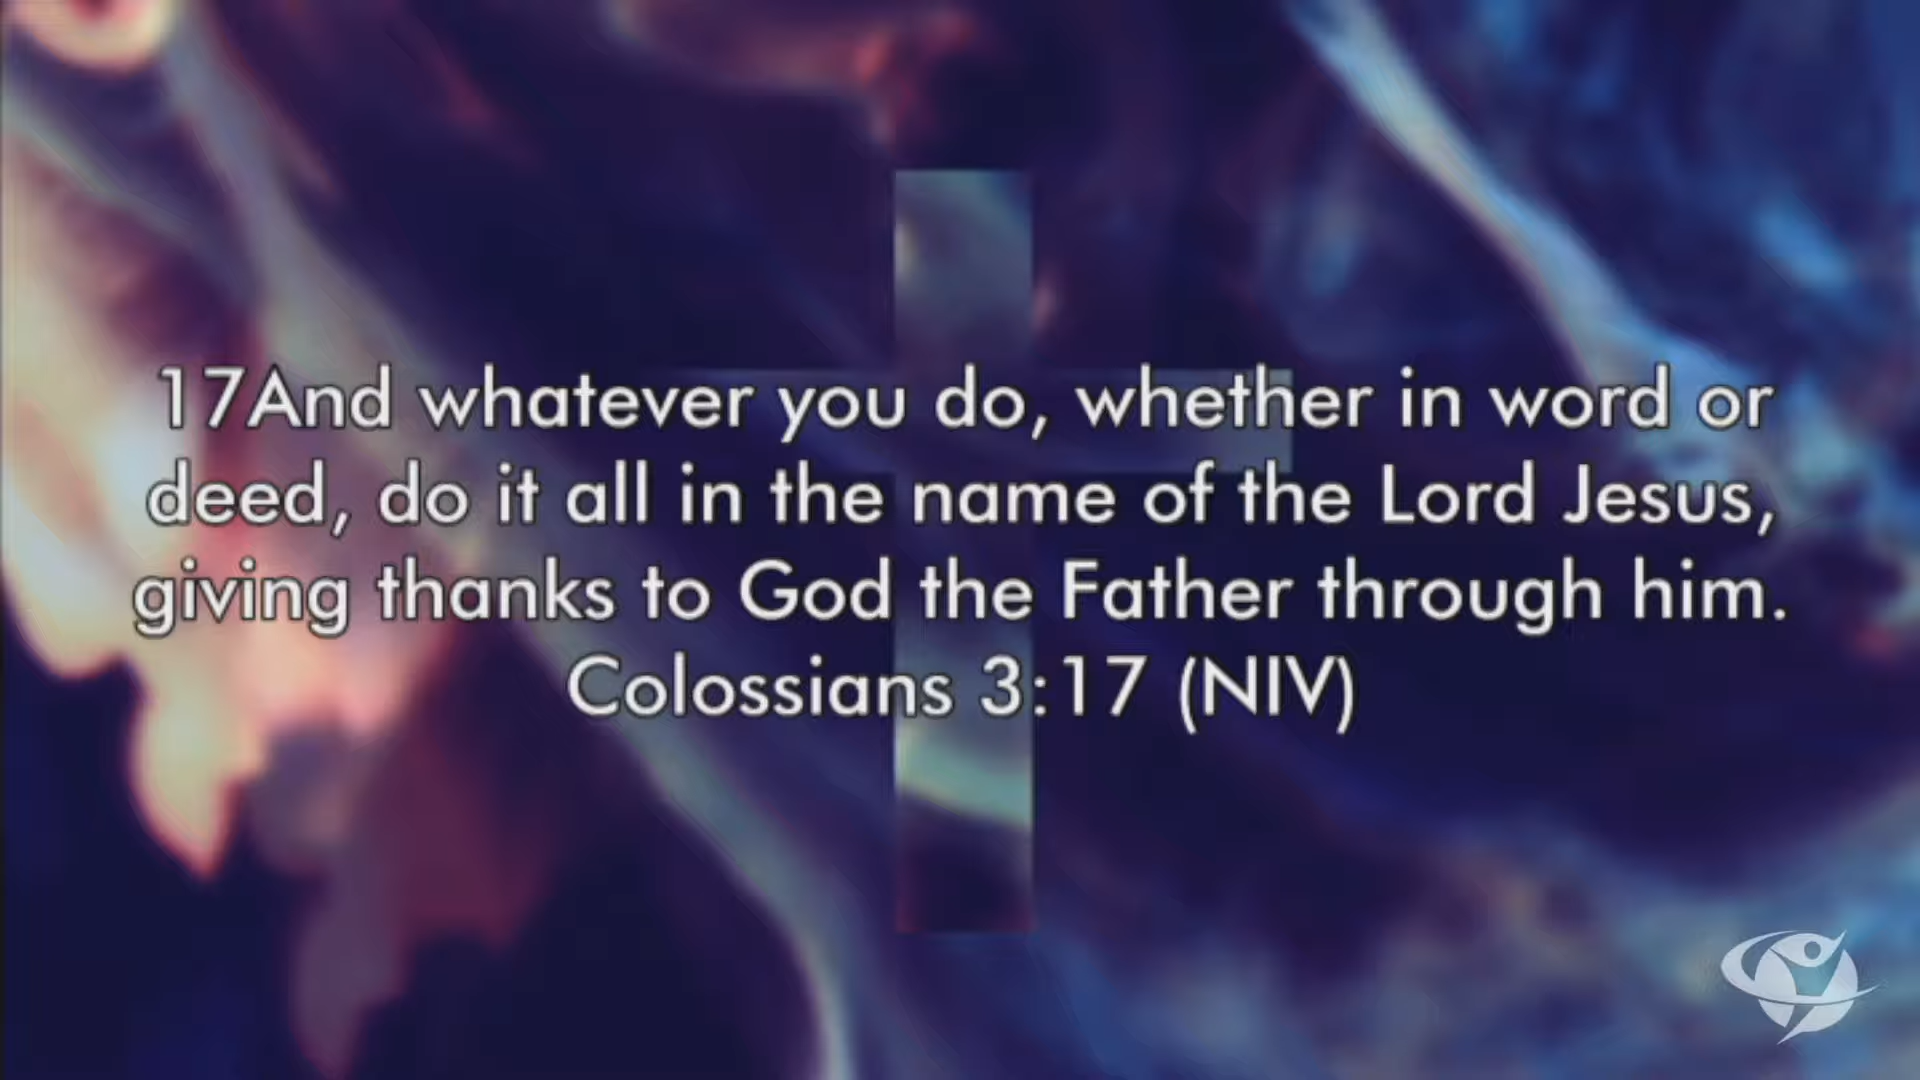 17And whatever you do, whether in word or
deed, do it all in the name of the Lord Jesus,
giving thanks to God the Father through him.
Colossians 3:17 (NIV)